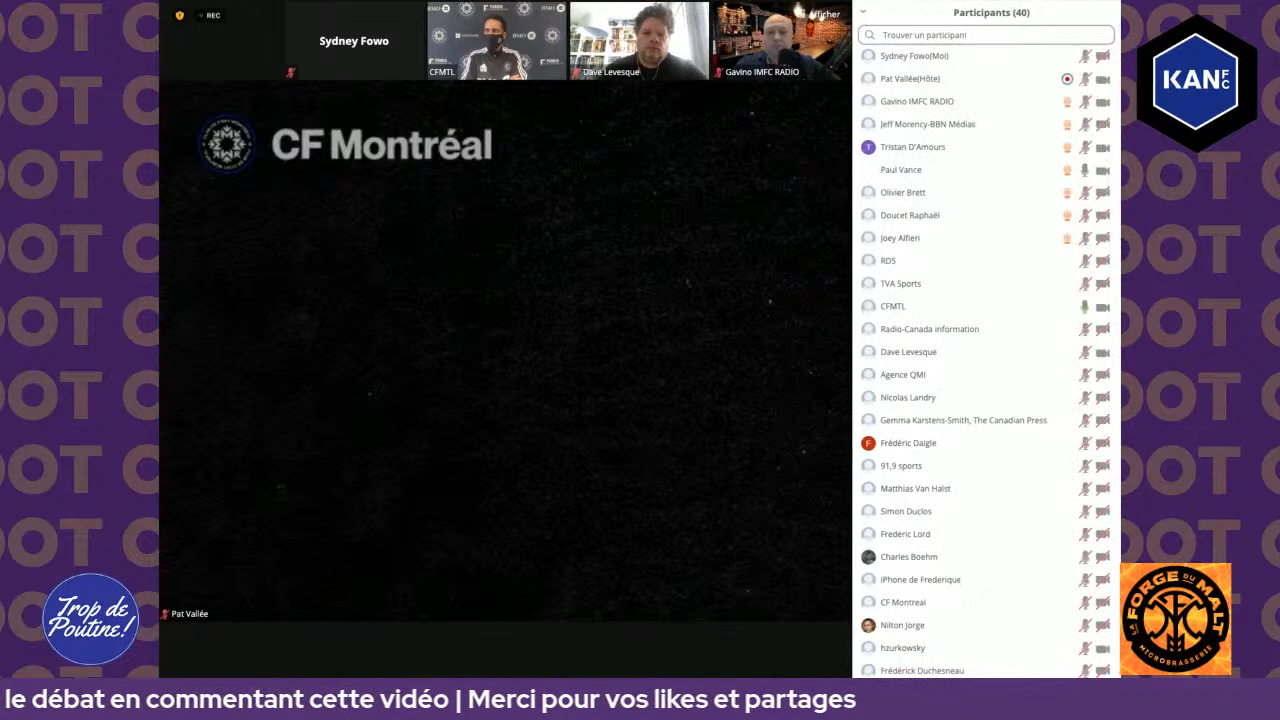 REC
Sydney Fowo
CFMTL
Dave Levesque
Gavino IMFC RADIO
Afficher
CF Montréal
Pat Vallée
Participants (40)
Trouver un participant
Sydney Fowo(Moi)
Pat Vallée(Hôte)
Gavino IMFC RADIO
Jeff Morency-BBN Médias
T Tristan D'Amours
Paul Vance
Olivier Brett
Doucet Raphaël
Joey Alfieri
RDS
TVA Sports
CFMTL
Radio-Canada information
Dave Levesque
Agence QMI
Nicolas Landry
Gemma Karstens-Smith, The Canadian Press
F Frédéric Daigle
91,9 sports
Matthias Van Halst
Simon Duclos
Frederic Lord
Charles Boehm
iPhone de Frederique
CF Montreal
Nilton Jorge
hzurkowsky
Frédérick Duchesneau
KAN FC
Trop de
Poutine!
LA FORGE DU MALT
MICROBRASSERIE
le débat en commentant cette vidéo | Merci pour vos likes et partages